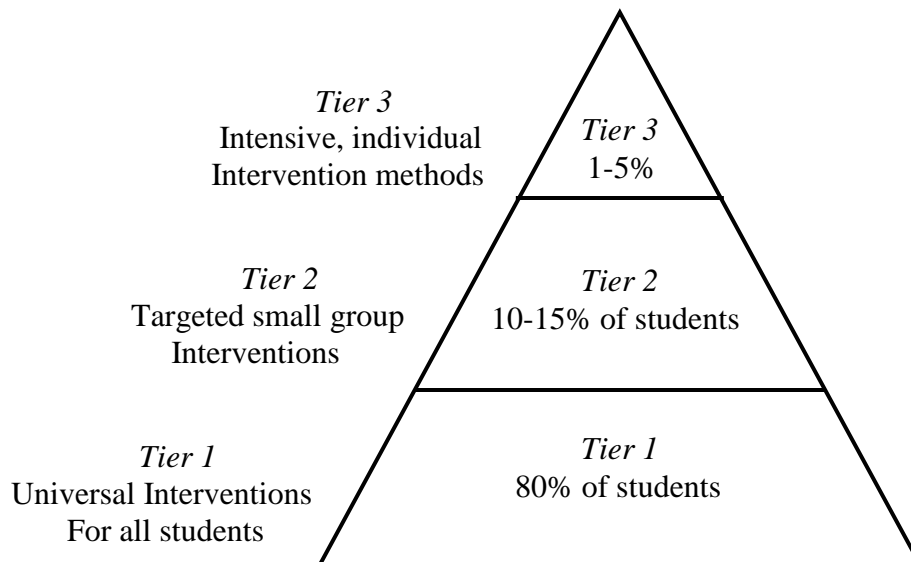 Tier 3
Intensive, individual
Intervention methods
Tier 3
1-5%
Tier 2
Targeted small group
Interventions
Tier 2
10-15% of students
Tier 1
Universal Interventions
For all students
Tier 1
80% of students